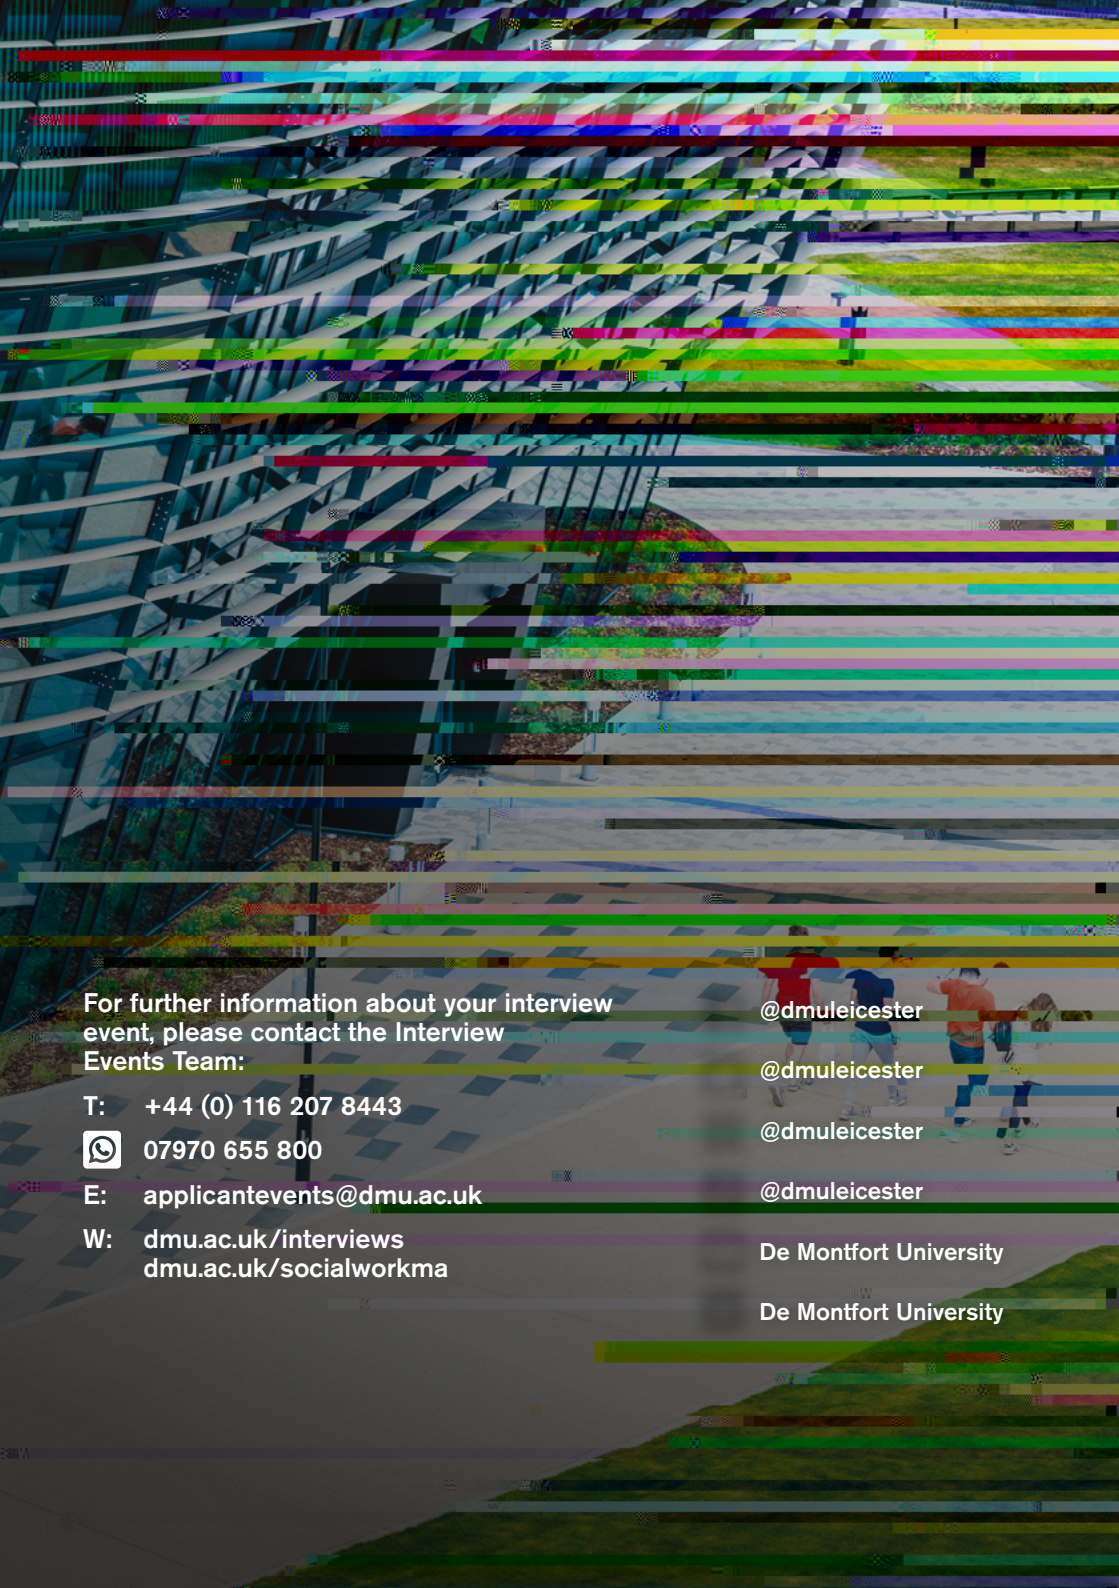 For further information about your interview
event, please contact the Interview
Events Team:
T: +44 (0) 116 207 8443
07970 655 800
E: applicantevents@dmu.ac.uk
W: dmu.ac.uk/interviews
dmu.ac.uk/socialworkma
@dmuleicester
@dmuleicester
@dmuleicester
@dmuleicester
De Montfort University
De Montfort University